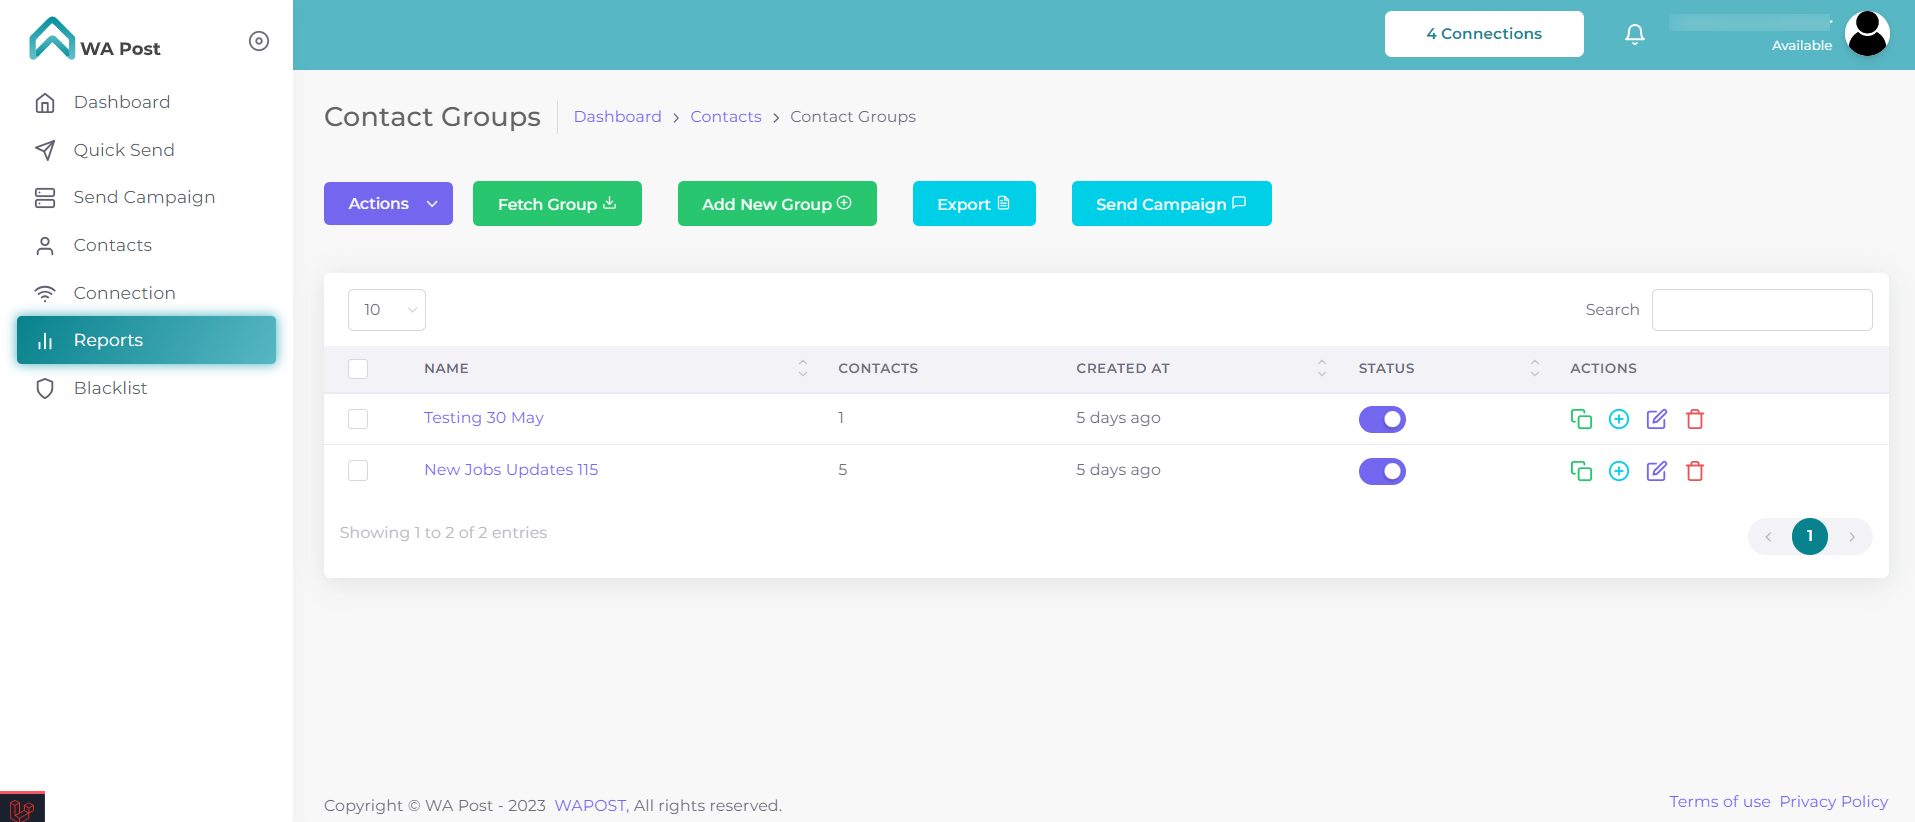 WA Post
4 Connections
Available
Dashboard
Quick Send
Send Campaign
Contacts
Connection
Reports
Blacklist
Contact Groups
Dashboard > Contacts > Contact Groups
Actions
Fetch Group
Add New Group
Export
Send Campaign
10
Search
NAME CONTACTS CREATED AT STATUS ACTIONS
Testing 30 May 1 5 days ago
New Jobs Updates 115 5 5 days ago
Showing 1 to 2 of 2 entries
1
Copyright © WA Post - 2023 WAPOST, All rights reserved.
Terms of use Privacy Policy